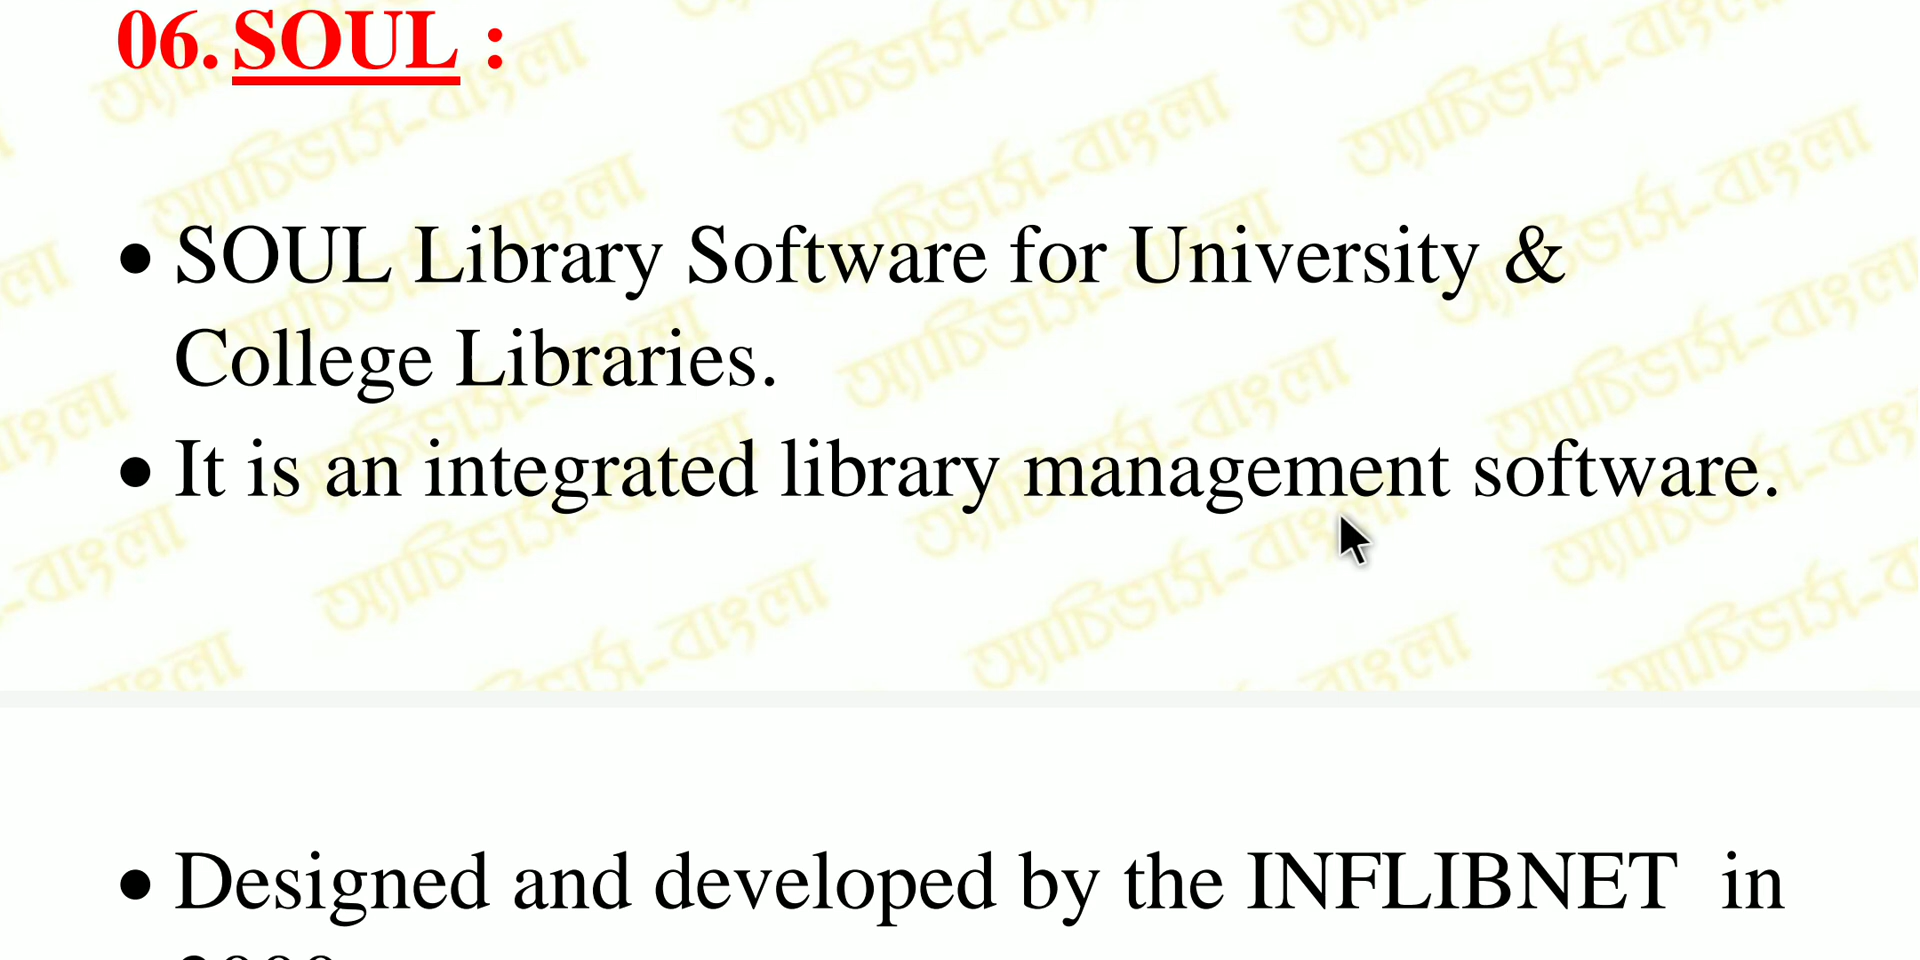 06. SOUL :
• SOUL Library Software for University &
College Libraries.
• It is an integrated library management software.
• Designed and developed by the INFLIBNET in
অ্যাচিভার্স-বাংলা